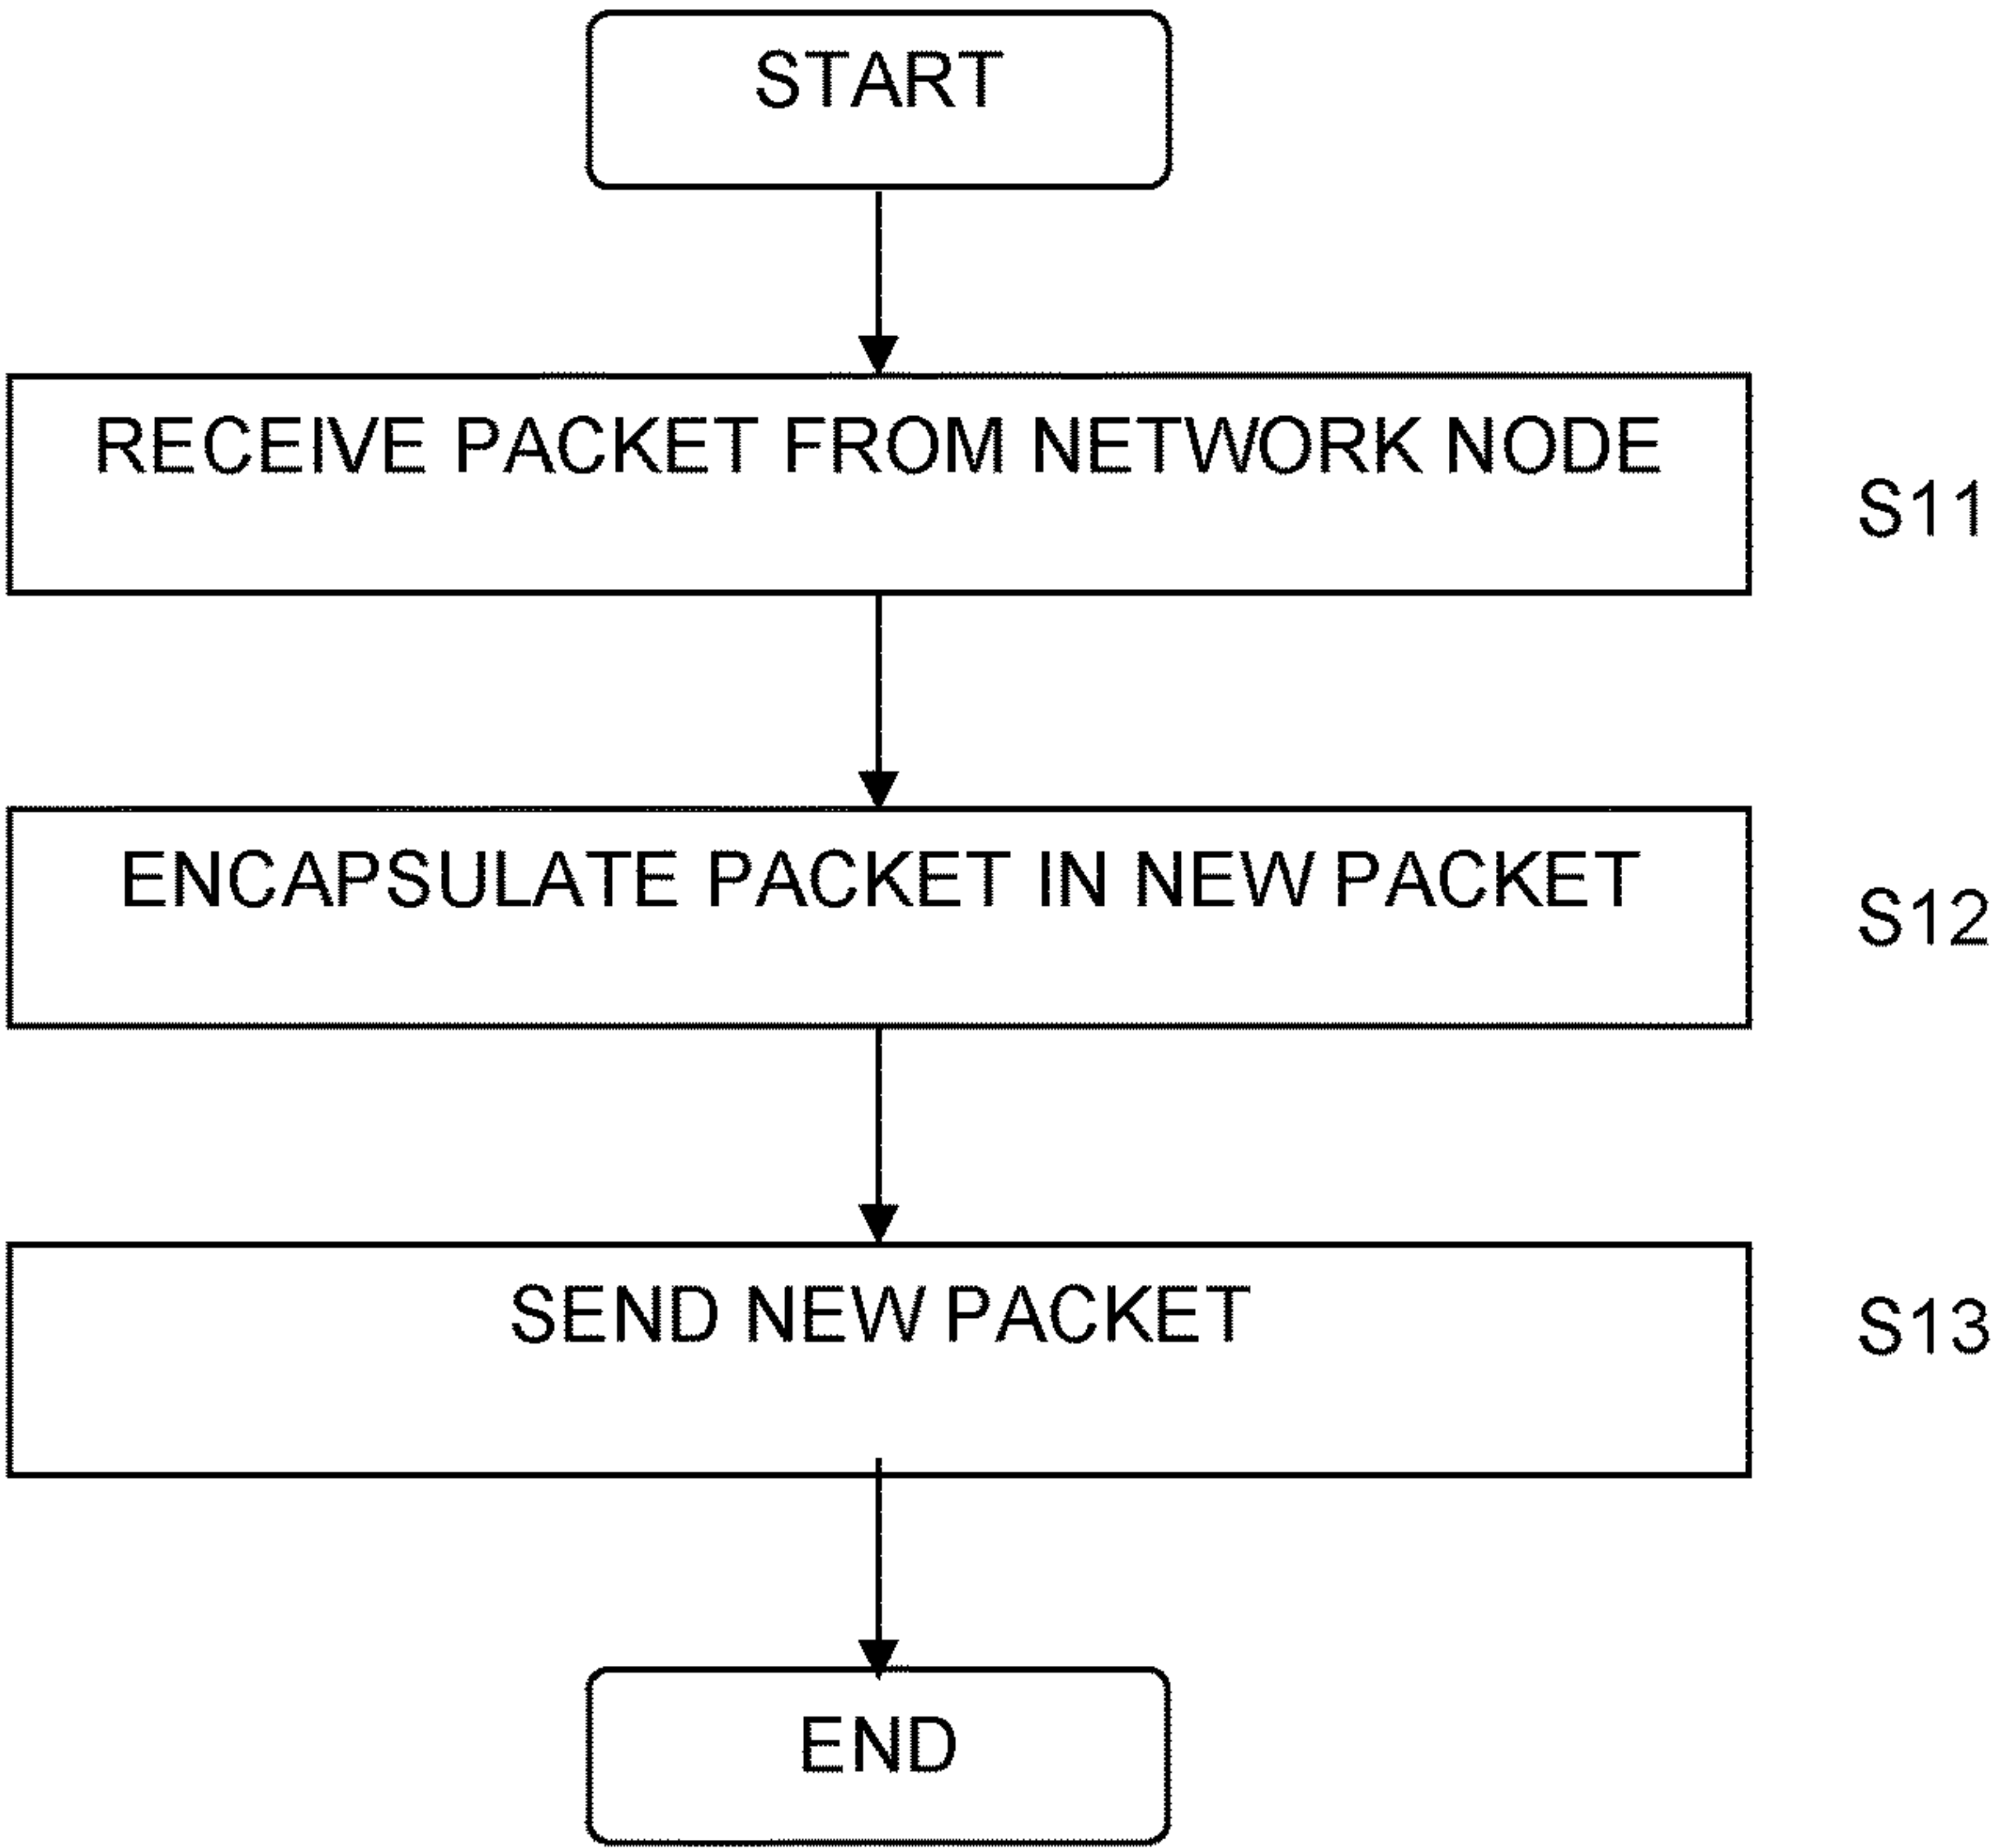 START
RECEIVE PACKET FROM NETWORK NODE
S11
ENCAPSULATE PACKET IN NEW PACKET
S12
SEND NEW PACKET
S13
END